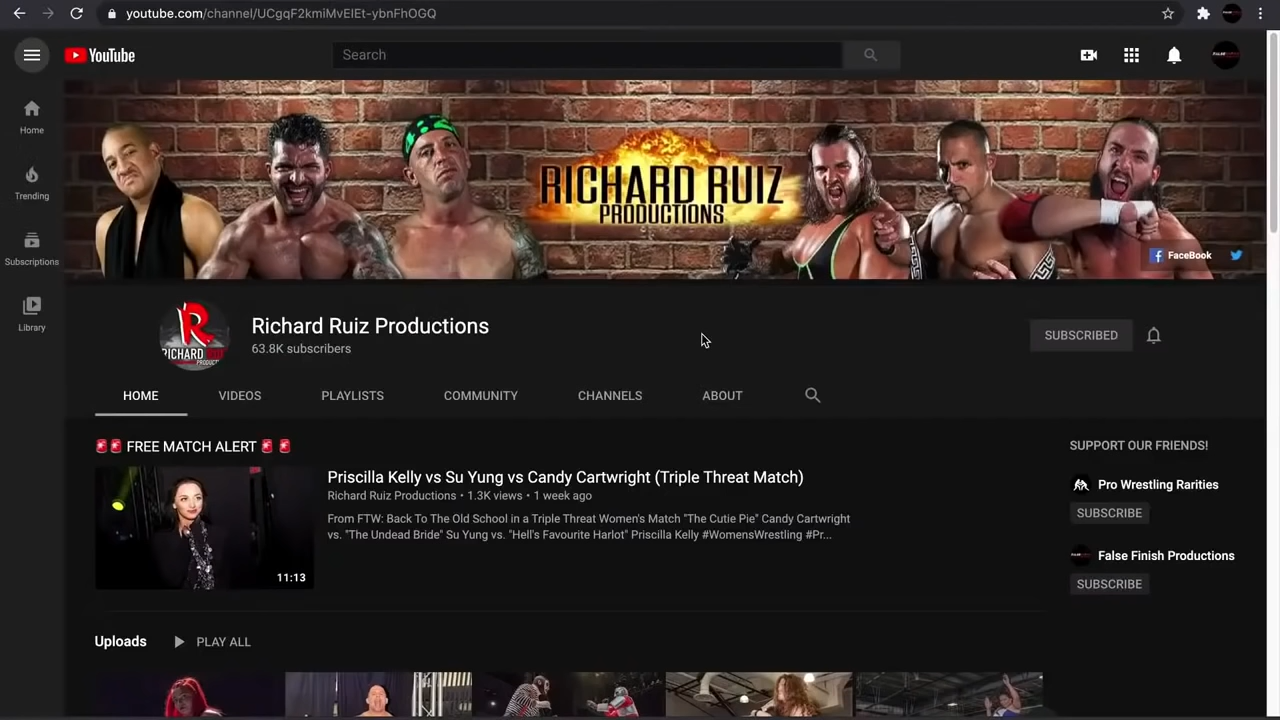 youtube.com/channel/UCgqF2kmiMvEIEt-ybnFhOGQ
YouTube
Search
Home
Trending
Subscriptions
Library
RICHARD RUIZ
PRODUCTIONS
FaceBook
RICHARD RUIZ
Richard Ruiz Productions
63.8K subscribers
SUBSCRIBED
HOME
VIDEOS
PLAYLISTS
COMMUNITY
CHANNELS
ABOUT
🚨🚨 FREE MATCH ALERT 🚨 🚨
11:13
Priscilla Kelly vs Su Yung vs Candy Cartwright (Triple Threat Match)
Richard Ruiz Productions • 1.3K views • 1 week ago
From FTW: Back To The Old School in a Triple Threat Women's Match "The Cutie Pie" Candy Cartwright
vs. "The Undead Bride" Su Yung vs. "Hell's Favourite Harlot" Priscilla Kelly #WomensWrestling #Pr...
SUPPORT OUR FRIENDS!
Pro Wrestling Rarities
SUBSCRIBE
False Finish Productions
SUBSCRIBE
Uploads
PLAY ALL